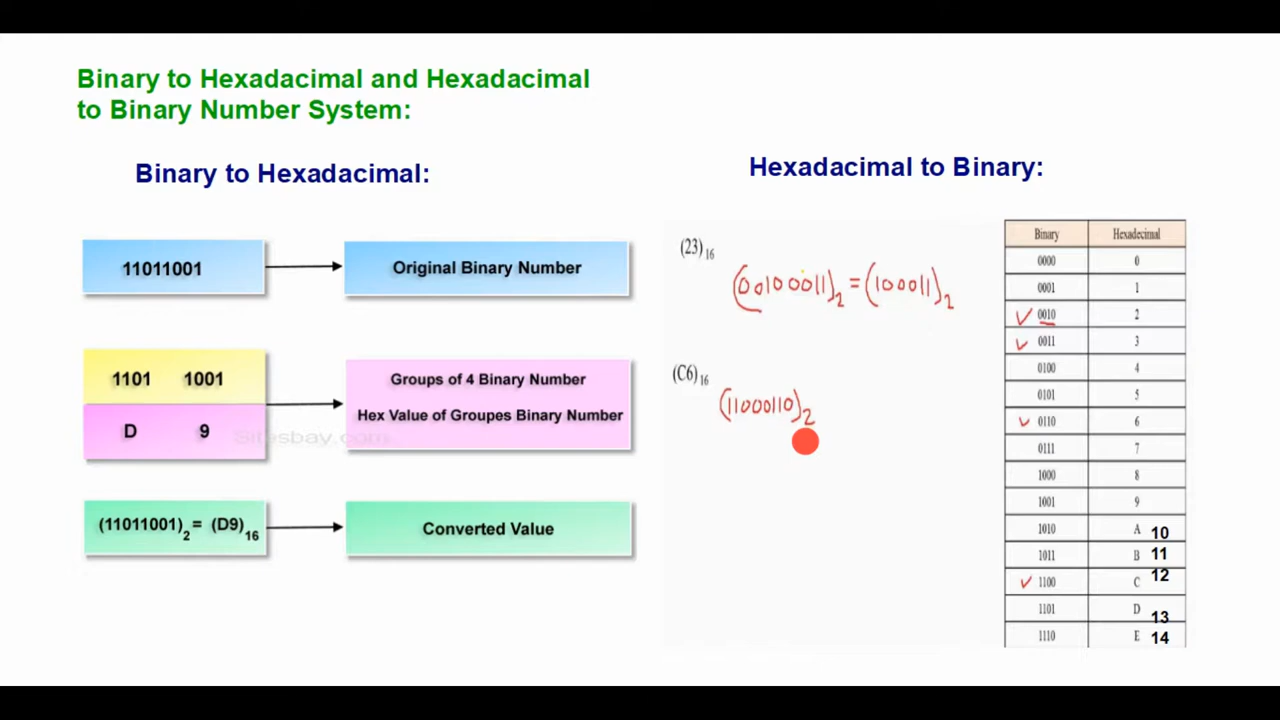 Binary to Hexadacimal and Hexadacimal
to Binary Number System:
Binary to Hexadacimal:
11011001
Original Binary Number
1101 1001
D 9
Groups of 4 Binary Number
Hex Value of Groupes Binary Number
Sitesbay.com
(11011001)2 = (D9)16
Converted Value
Hexadacimal to Binary:
(23)16
(00100011)2 = (100011)2
(C6)16
(11000110)2
Binary Hexadecimal
0000 0
0001 1
0010 2
0011 3
0100 4
0101 5
0110 6
0111 7
1000 8
1001 9
1010 A 10
1011 B 11
1100 C 12
1101 D 13
1110 E 14